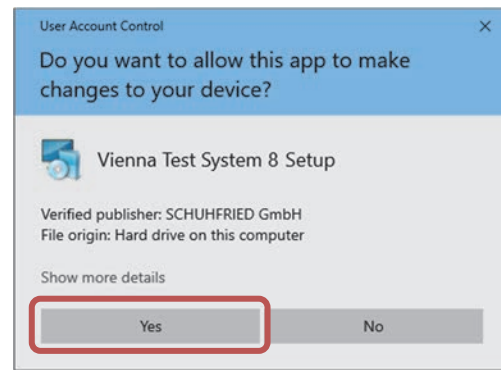 User Account Control
Do you want to allow this app to make
changes to your device?
Vienna Test System 8 Setup
Verified publisher: SCHUHFRIED GmbH
File origin: Hard drive on this computer
Show more details
Yes No